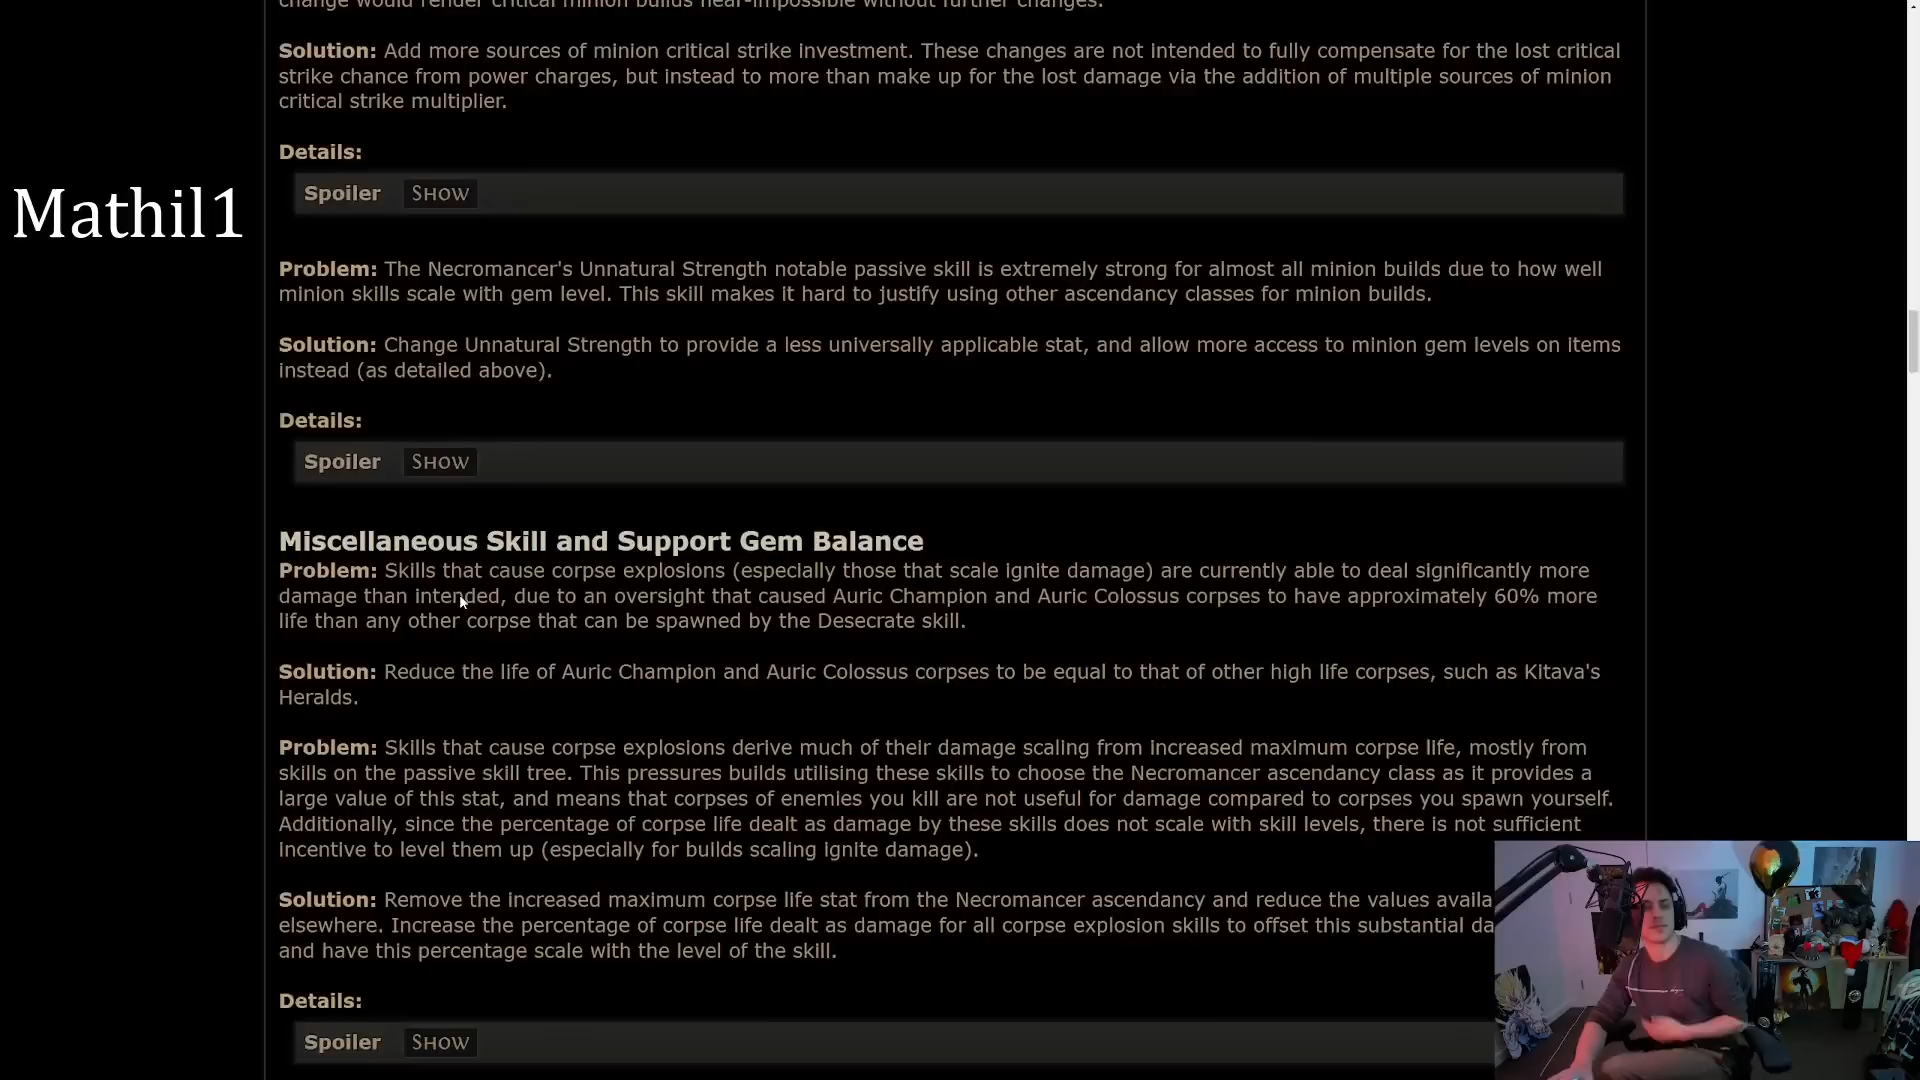 change would render critical minion builds near-impossible without further changes.
Solution: Add more sources of minion critical strike investment. These changes are not intended to fully compensate for the lost critical
strike chance from power charges, but instead to more than make up for the lost damage via the addition of multiple sources of minion
critical strike multiplier.
Details:
Spoiler SHOW
Mathil1
Problem: The Necromancer's Unnatural Strength notable passive skill is extremely strong for almost all minion builds due to how well
minion skills scale with gem level. This skill makes it hard to justify using other ascendancy classes for minion builds.
Solution: Change Unnatural Strength to provide a less universally applicable stat, and allow more access to minion gem levels on items
instead (as detailed above).
Details:
Spoiler SHOW
Miscellaneous Skill and Support Gem Balance
Problem: Skills that cause corpse explosions (especially those that scale ignite damage) are currently able to deal significantly more
damage than intended, due to an oversight that caused Auric Champion and Auric Colossus corpses to have approximately 60% more
life than any other corpse that can be spawned by the Desecrate skill.
Solution: Reduce the life of Auric Champion and Auric Colossus corpses to be equal to that of other high life corpses, such as Kitava's
Heralds.
Problem: Skills that cause corpse explosions derive much of their damage scaling from increased maximum corpse life, mostly from
skills on the passive skill tree. This pressures builds utilising these skills to choose the Necromancer ascendancy class as it provides a
large value of this stat, and means that corpses of enemies you kill are not useful for damage compared to corpses you spawn yourself.
Additionally, since the percentage of corpse life dealt as damage by these skills does not scale with skill levels, there is not sufficient
incentive to level them up (especially for builds scaling ignite damage).
Solution: Remove the increased maximum corpse life stat from the Necromancer ascendancy and reduce the values availa
elsewhere. Increase the percentage of corpse life dealt as damage for all corpse explosion skills to offset this substantial da
and have this percentage scale with the level of the skill.
Details:
Spoiler SHOW